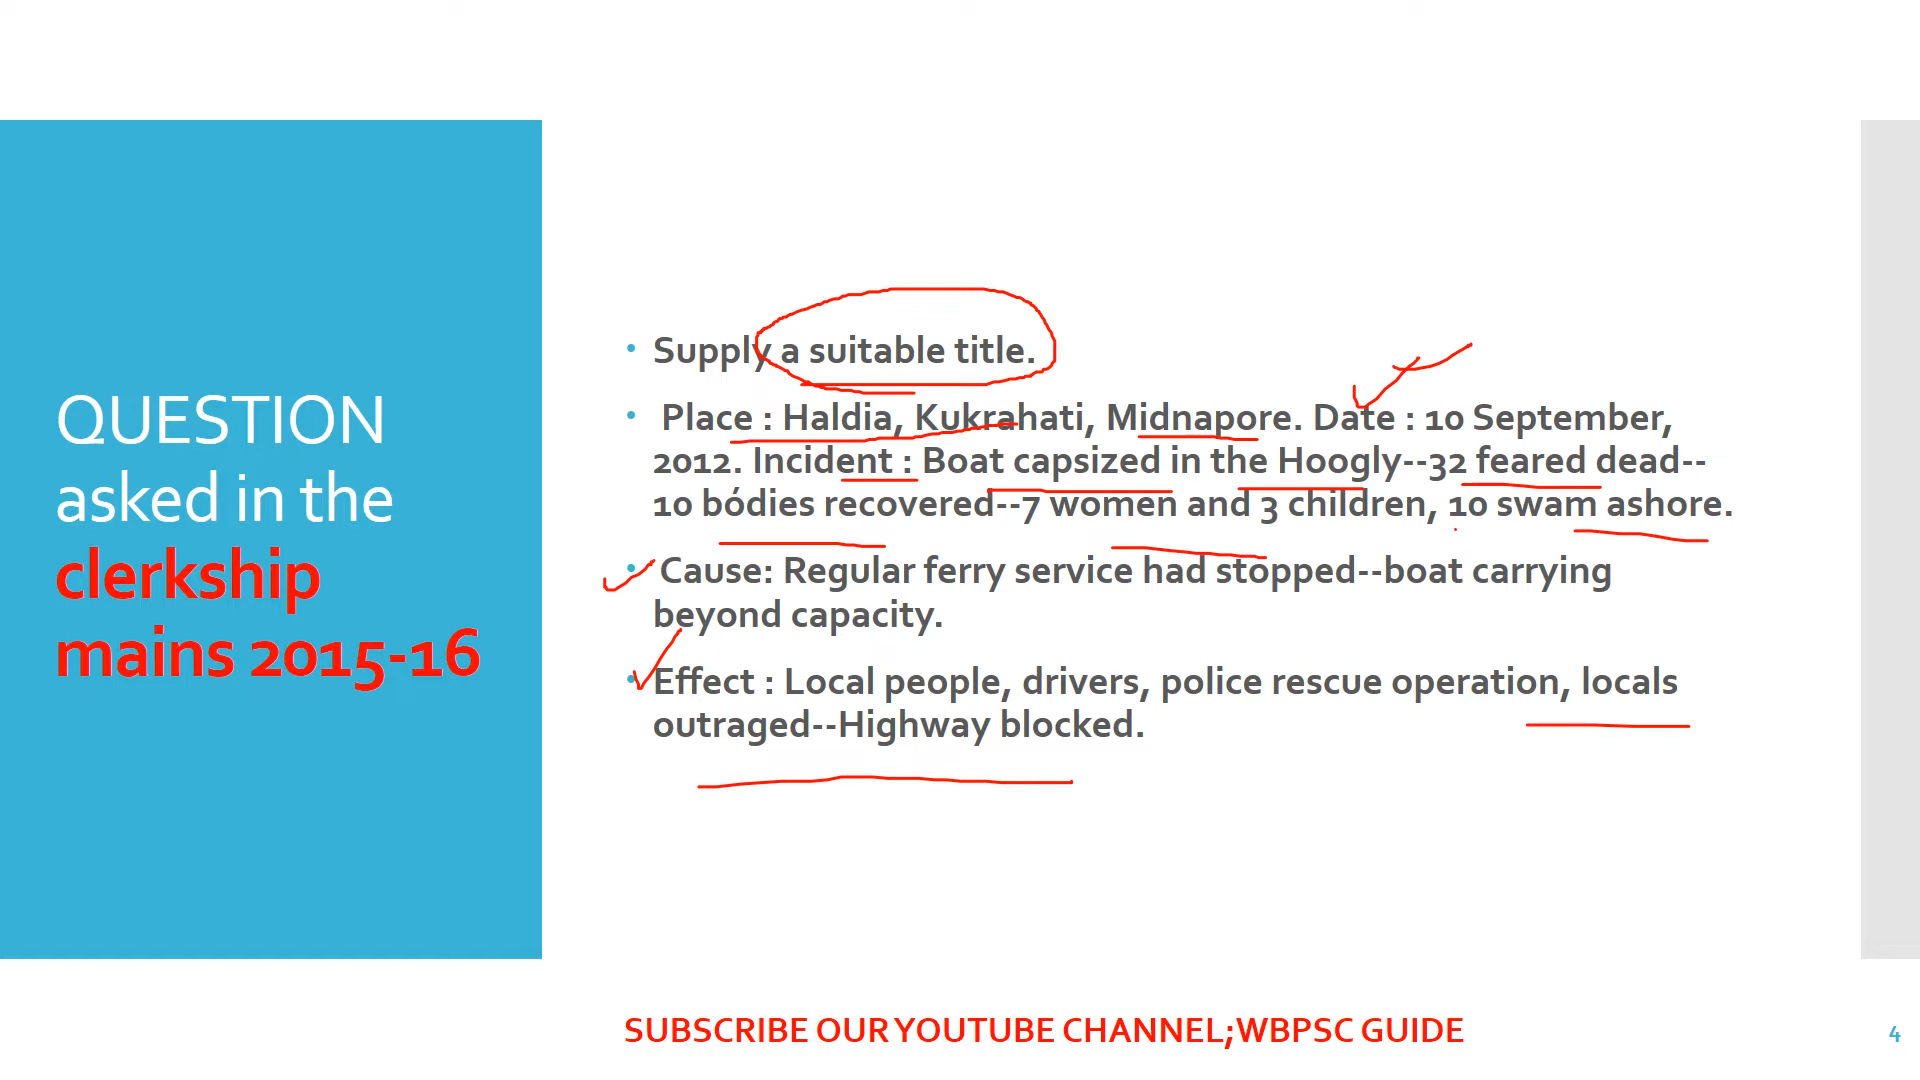 QUESTION
asked in the
clerkship
mains 2015-16
Supply a suitable title.
Place : Haldia, Kukrahati, Midnapore. Date : 10 September,
2012. Incident : Boat capsized in the Hoogly--32 feared dead--
10 bódies recovered--7 women and 3 children, 10 swam ashore.
Cause: Regular ferry service had stopped--boat carrying
beyond capacity.
Effect : Local people, drivers, police rescue operation, locals
outraged--Highway blocked.
SUBSCRIBE OUR YOUTUBE CHANNEL;WBPSC GUIDE
4